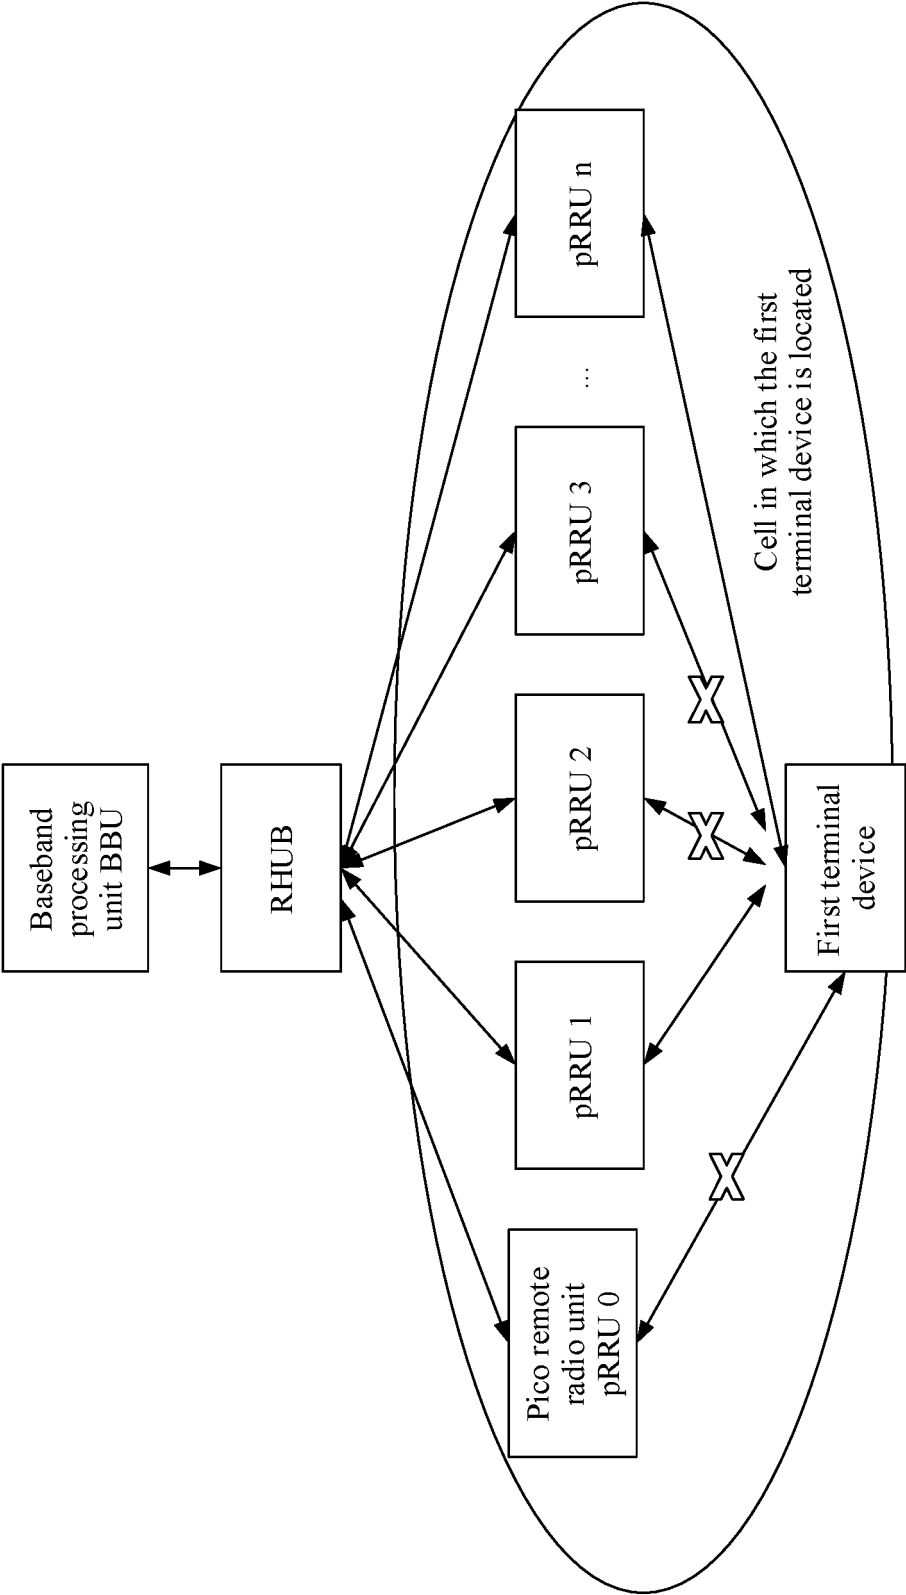 Baseband
processing
unit BBU
RHUB
Pico remote
radio unit
pRRU 0
pRRU 1
pRRU 2
pRRU 3
...
pRRU n
X
X
X
Cell in which the first
terminal device is located
First terminal
device